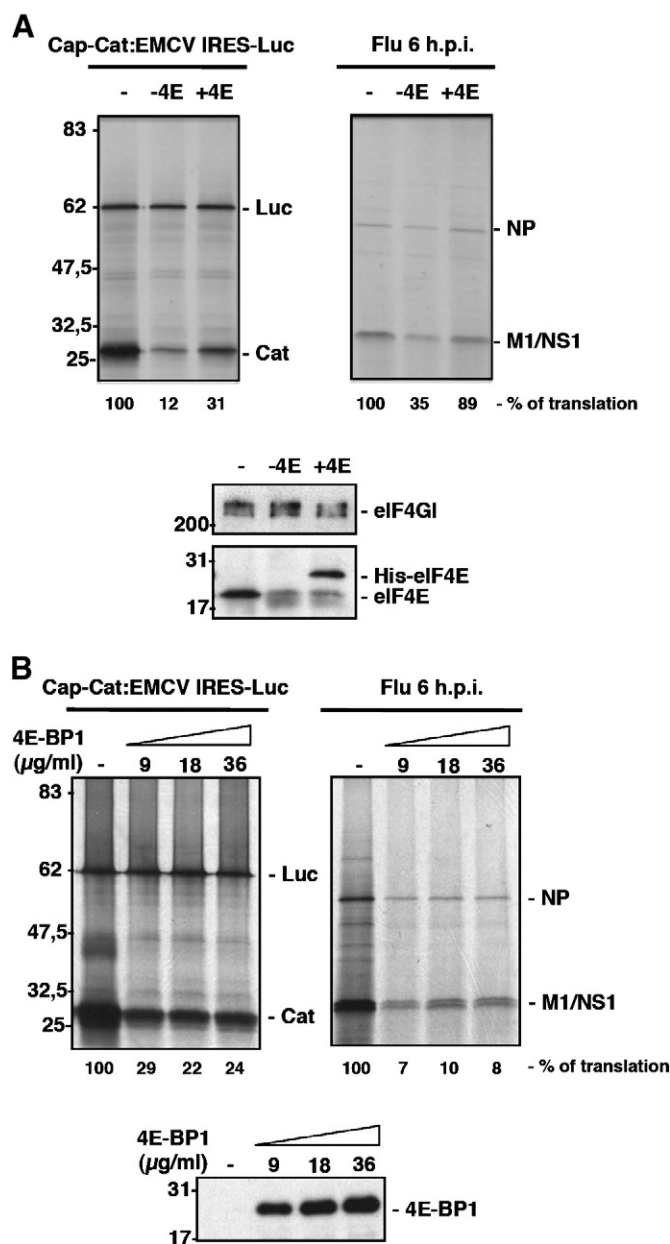 A
Cap-Cat:EMCV IRES-Luc
Flu 6 h.p.i.
- -4E +4E
- -4E +4E
83
62
47,5
32,5
25
- Luc
- Cat
- NP
- M1/NS1
100 12 31
100 35 89 - % of translation
- -4E +4E
200
- eIF4GI
31
17
- His-eIF4E
- eIF4E
B
Cap-Cat:EMCV IRES-Luc
Flu 6 h.p.i.
4E-BP1
(µg/ml) - 9 18 36
- 9 18 36
83
62
47,5
32,5
25
- Luc
- Cat
- NP
- M1/NS1
100 29 22 24
100 7 10 8 - % of translation
4E-BP1
(µg/ml) - 9 18 36
31
17
- 4E-BP1